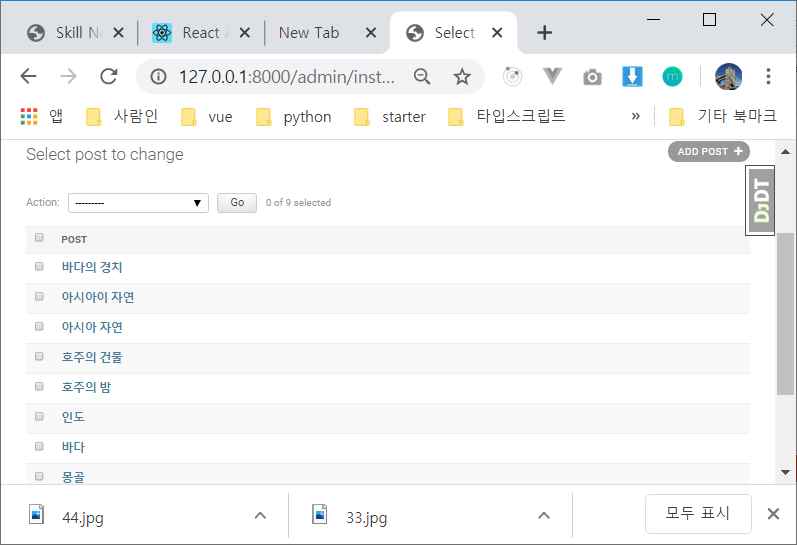 Skill N
React
New Tab
Select
127.0.0.1:8000/admin/inst...
앱 사람인 vue python starter 타입스크립트 » 기타 북마크
Select post to change
ADD POST +
DJDT
Action: --------- Go 0 of 9 selected
POST
바다의 경치
아시아이 자연
아시아 자연
호주의 건물
호주의 밤
인도
바다
몽골
44.jpg 33.jpg 모두 표시